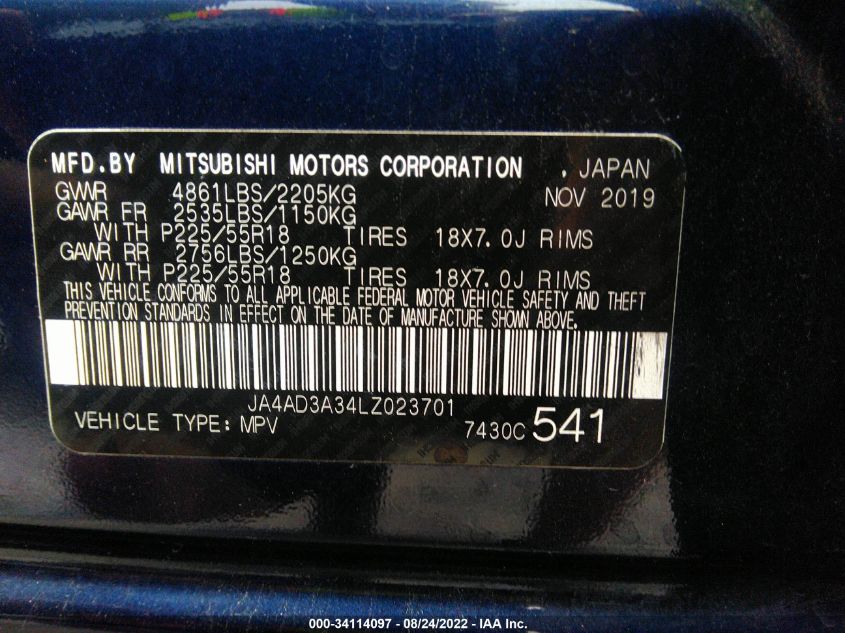 MFD.BY MITSUBISHI MOTORS CORPORATION . JAPAN
GVWR 4861LBS/2205KG NOV 2019
GAWR FR 2535LBS/1150KG
WITH P225/55R18 TIRES 18X7.0J RIMS
GAWR RR 2756LBS/1250KG
WITH P225/55R18 TIRES 18X7.0J RIMS
THIS VEHICLE CONFORMS TO ALL APPLICABLE FEDERAL MOTOR VEHICLE SAFETY AND THEFT
PREVENTION STANDARDS IN EFFECT ON THE DATE OF MANUFACTURE SHOWN ABOVE.
JA4AD3A34LZ023701
VEHICLE TYPE: MPV 7430C 541
000-34114097 - 08/24/2022 - IAA Inc.